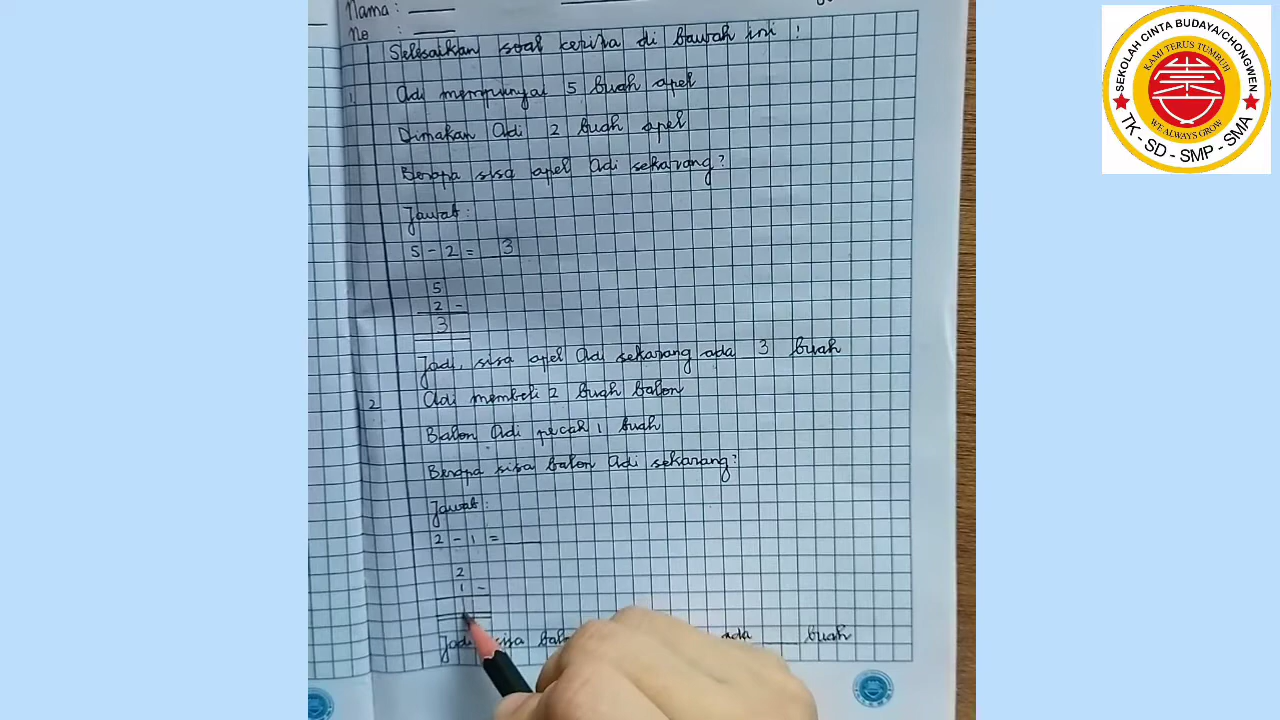 Nama :
No :
SEKOLAH CINTA BUDAYA/CHONGWEN
KAMI TERUS TUMBUH
WE ALWAYS GROW
TK - SD - SMP - SMA
1 Selesaikan soal cerita di bawah ini !
1 Adi mempunyai 5 buah apel
Dimakan Adi 2 buah apel
Berapa sisa apel Adi sekarang?
Jawab :
5 - 2 = 3
5
2 -
3
Jadi, sisa apel Adi sekarang ada 3 buah
2 Adi membeli 2 buah balon
Balon Adi pecah 1 buah
Berapa sisa balon Adi sekarang?
Jawab :
2 - 1 =
2
1 -
1
Jadi sisa ada buah